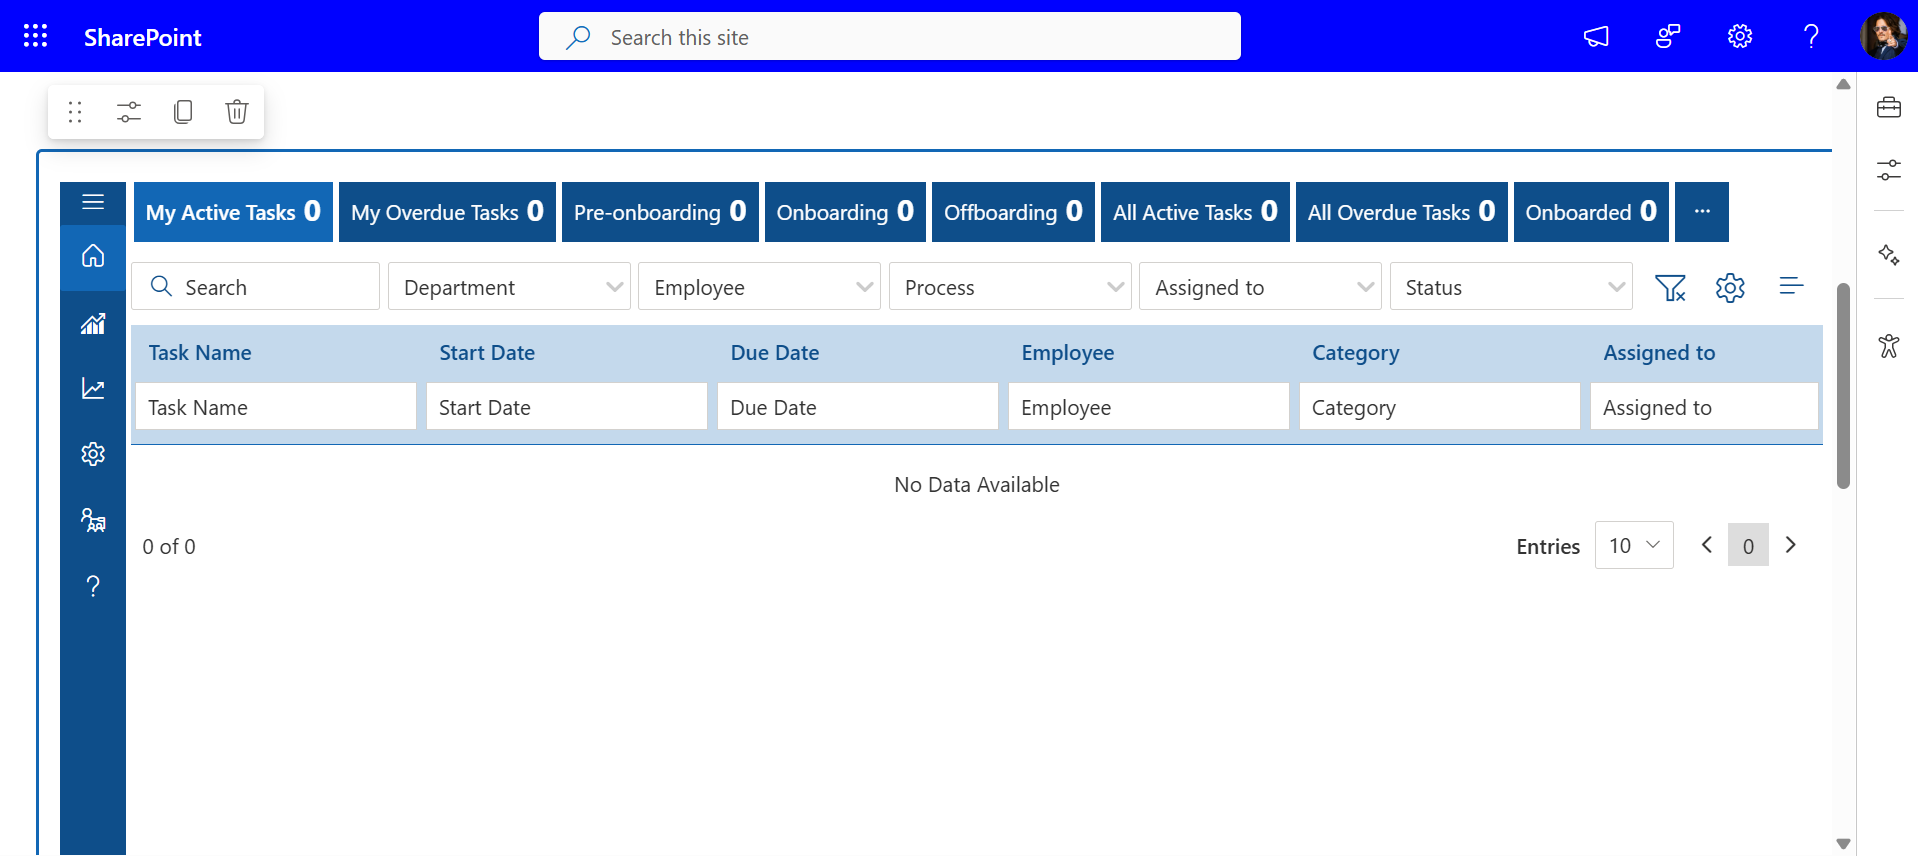 SharePoint
Search this site
My Active Tasks 0
My Overdue Tasks 0
Pre-onboarding 0
Onboarding 0
Offboarding 0
All Active Tasks 0
All Overdue Tasks 0
Onboarded 0
...
Search
Department
Employee
Process
Assigned to
Status
Task Name
Start Date
Due Date
Employee
Category
Assigned to
Task Name
Start Date
Due Date
Employee
Category
Assigned to
No Data Available
0 of 0
Entries
10
0